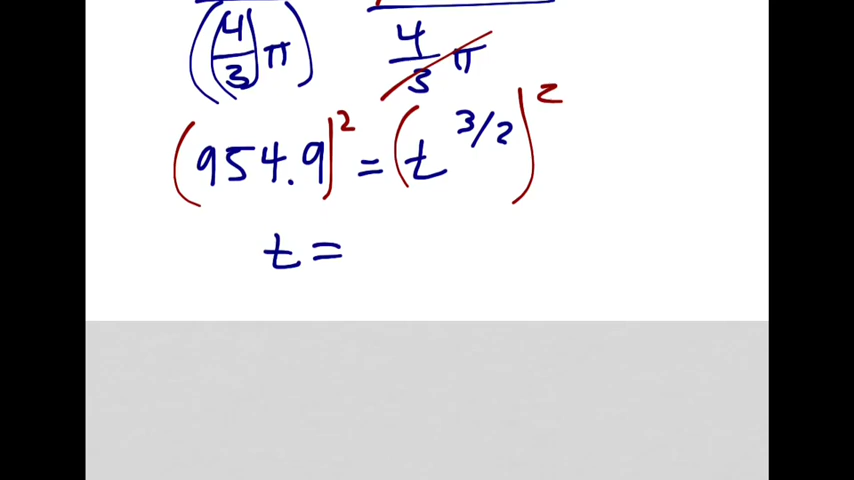 (4/3 π) 4/3 π
(954.9)² = (t^3/2)²
t =